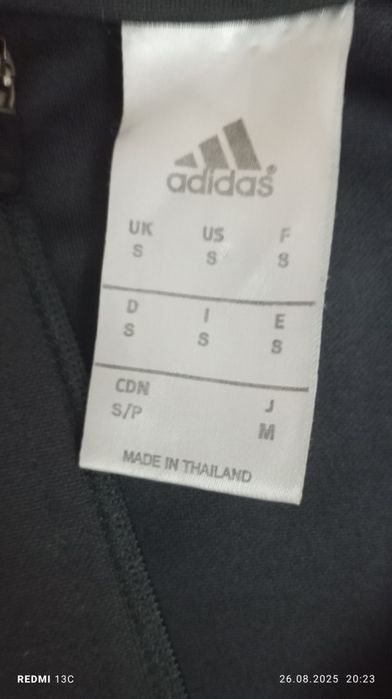 adidas®
UK US F
S S S
D I E
S S S
CDN J
S/P M
MADE IN THAILAND
REDMI 13C 26.08.2025 20:23